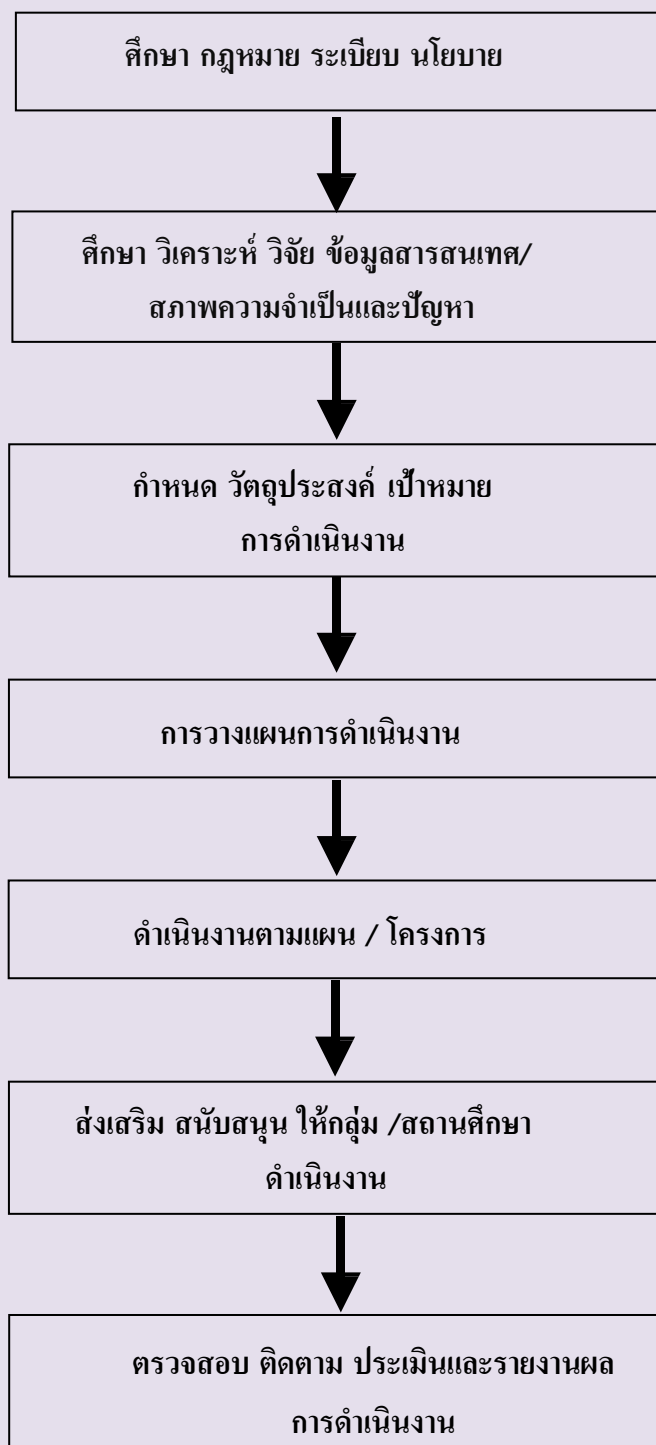 ศึกษา กฎหมาย ระเบียบ นโยบาย
ศึกษา วิเคราะห์ วิจัย ข้อมูลสารสนเทศ/
สภาพความจำเป็นและปัญหา
กำหนด วัตถุประสงค์ เป้าหมาย
การดำเนินงาน
การวางแผนการดำเนินงาน
ดำเนินงานตามแผน / โครงการ
ส่งเสริม สนับสนุน ให้กลุ่ม /สถานศึกษา
ดำเนินงาน
ตรวจสอบ ติดตาม ประเมินและรายงานผล
การดำเนินงาน